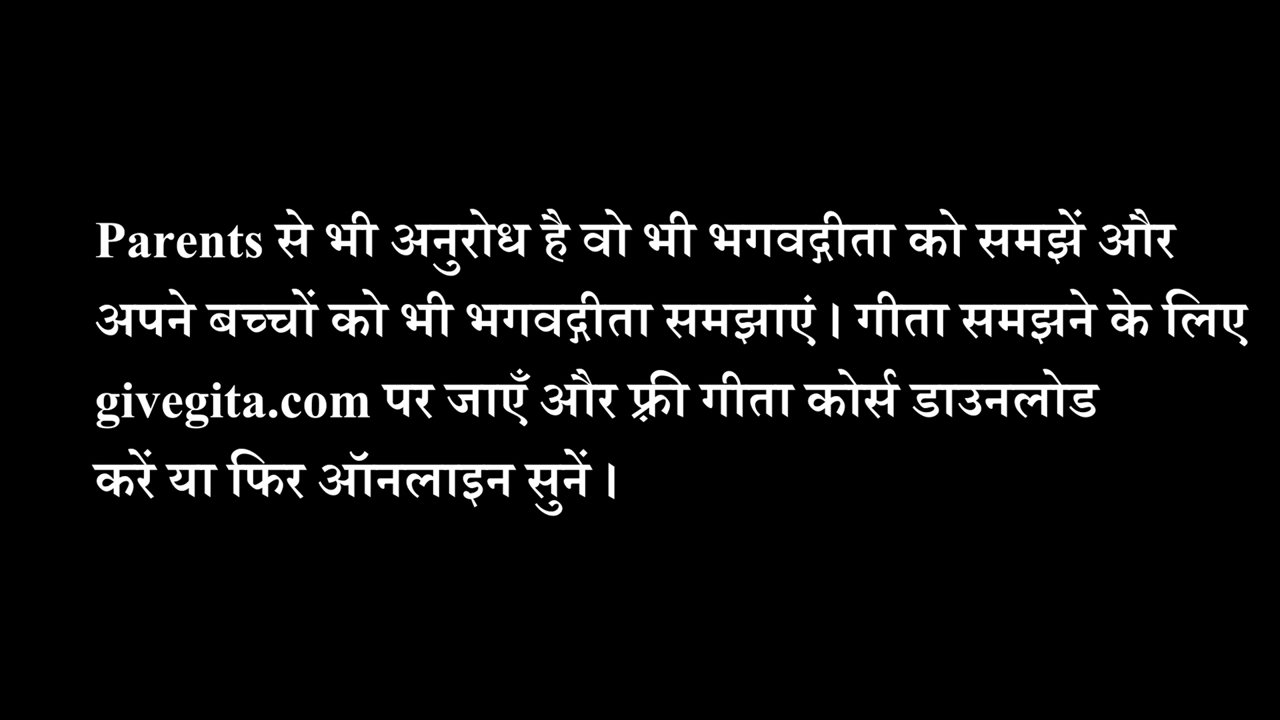 Parents से भी अनुरोध है वो भी भगवद्गीता को समझें और
अपने बच्चों को भी भगवद्गीता समझाएं। गीता समझने के लिए
givegita.com पर जाएँ और फ़्री गीता कोर्स डाउनलोड
करें या फिर ऑनलाइन सुनें।